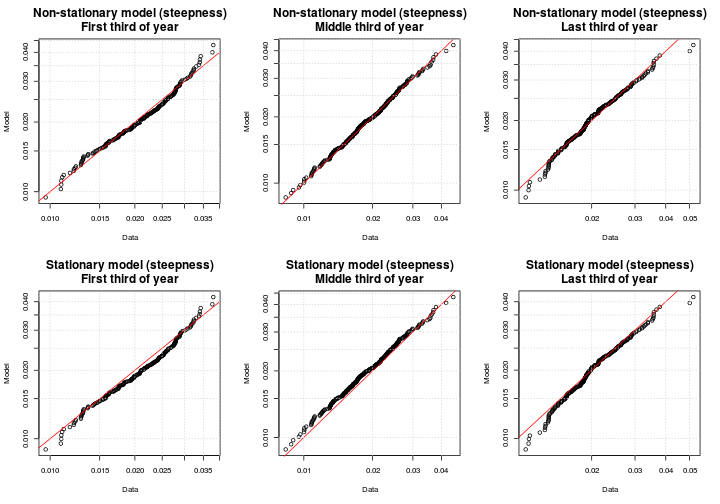 Non-stationary model (steepness)
First third of year
Model
0.010 0.015 0.020 0.030 0.040
0.010 0.015 0.020 0.025 0.035
Data
Non-stationary model (steepness)
Middle third of year
0.010 0.015 0.020 0.030 0.040
0.01 0.02 0.03 0.04
Data
Non-stationary model (steepness)
Last third of year
Model
0.010 0.015 0.020 0.030 0.040
0.02 0.03 0.04 0.05
Data
Stationary model (steepness)
First third of year
Model
0.010 0.015 0.020 0.030 0.040
0.010 0.015 0.020 0.025 0.035
Data
Stationary model (steepness)
Middle third of year
Model
0.010 0.015 0.020 0.030 0.040
0.01 0.02 0.03 0.04
Data
Stationary model (steepness)
Last third of year
Model
0.010 0.015 0.020 0.030 0.040
0.02 0.03 0.04 0.05
Data